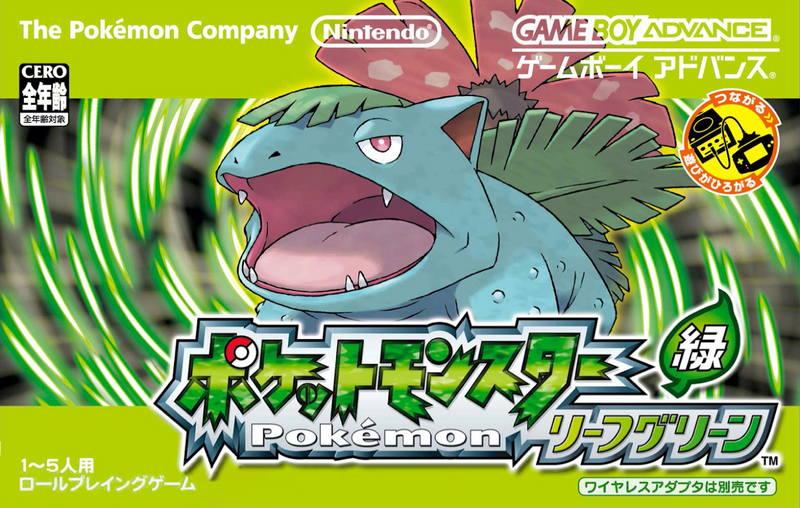 The Pokémon Company
Nintendo®
GAME BOY ADVANCE®
ゲームボーイ アドバンス®
CERO
全年齢
全年齢対象
つながる»
遊びがひろがる
緑
ポケットモンスター
Pokémon
リーフグリーン
TM
1～5人用
ロールプレイングゲーム
ワイヤレスアダプタは別売です